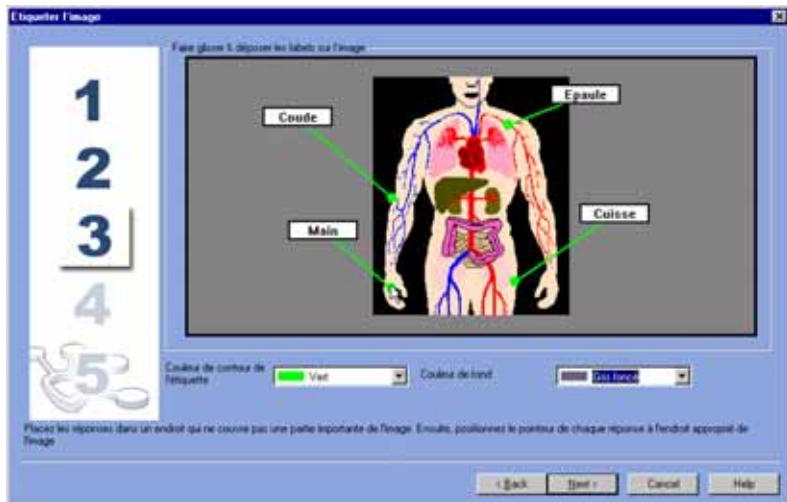 Etiqueter l'image
Faire glisser & déposer les labels sur l'image
1
2
3
4
5
Coude
Epaule
Main
Cuisse
Couleur de contour de l'étiquette
Vert
Couleur de fond
Gris foncé
Placez les réponses dans un endroit qui ne couvre pas une partie importante de l'image. Ensuite, positionnez le pointeur de chaque réponse à l'endroit approprié de
l'image
< Back
Next >
Cancel
Help